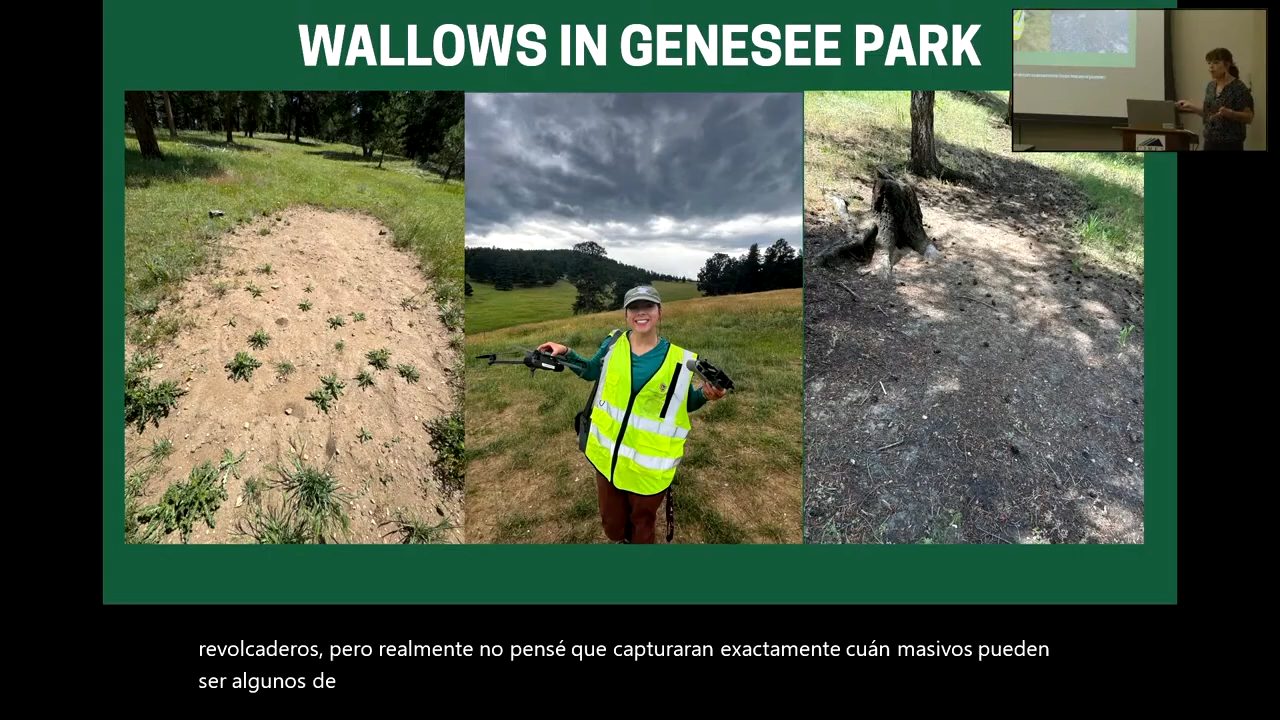 WALLOWS IN GENESEE PARK
revolcaderos, pero realmente no pensé que capturaran exactamente cuán masivos pueden
ser algunos de